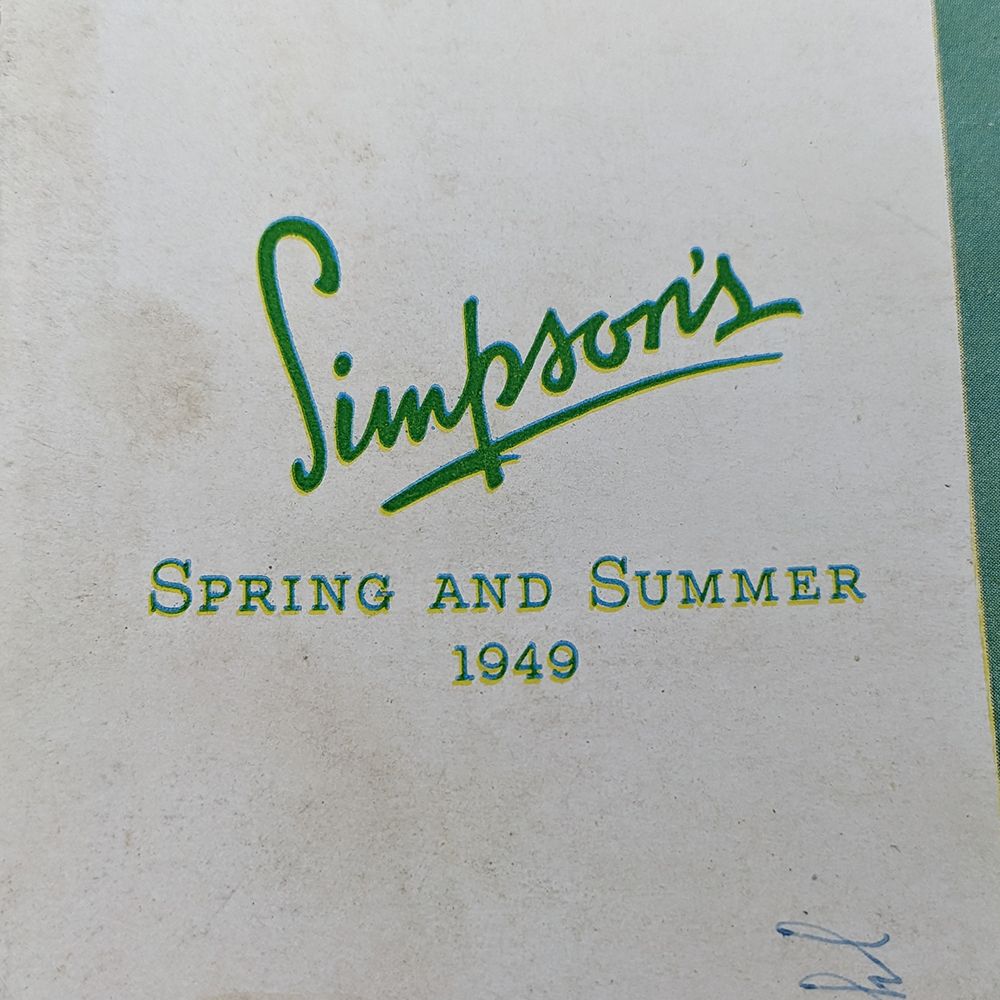 Simpson's
Spring and Summer
1949